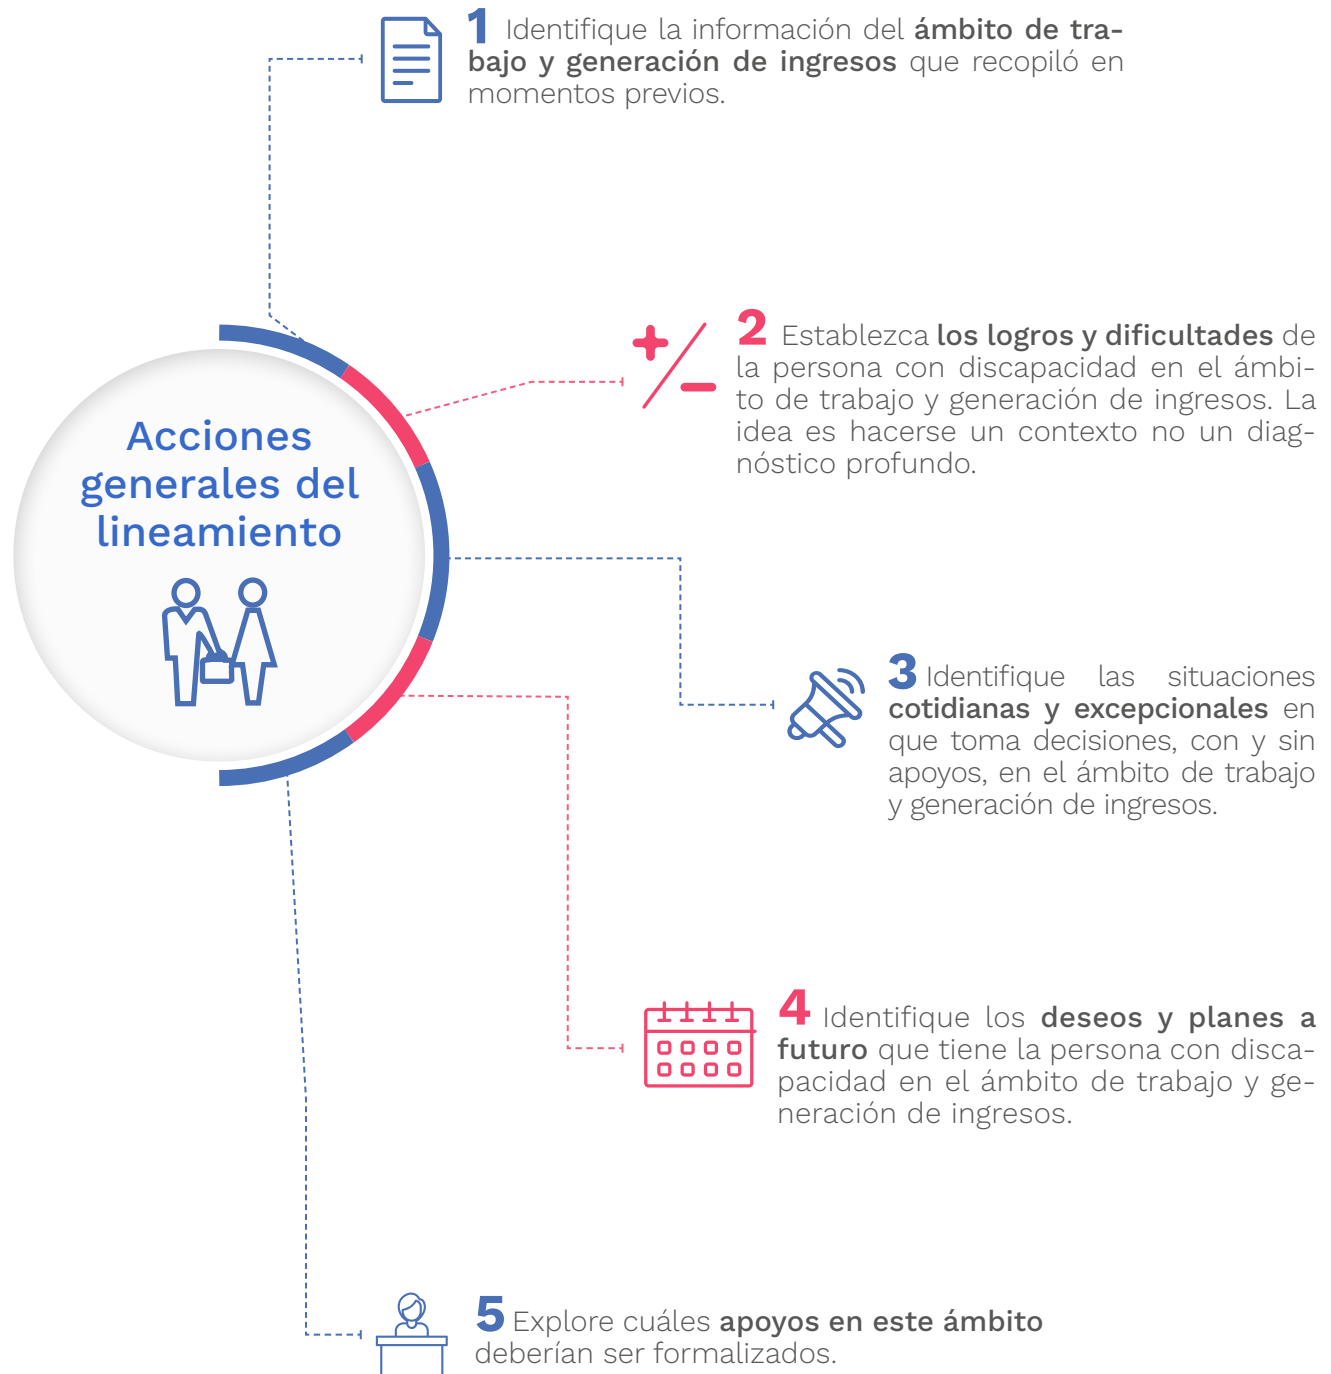 Acciones
generales del
lineamiento
1 Identifique la información del ámbito de tra-
bajo y generación de ingresos que recopiló en
momentos previos.
2 Establezca los logros y dificultades de
la persona con discapacidad en el ámbi-
to de trabajo y generación de ingresos. La
idea es hacerse un contexto no un diag-
nóstico profundo.
3 Identifique las situaciones
cotidianas y excepcionales en
que toma decisiones, con y sin
apoyos, en el ámbito de trabajo
y generación de ingresos.
4 Identifique los deseos y planes a
futuro que tiene la persona con disca-
pacidad en el ámbito de trabajo y ge-
neración de ingresos.
5 Explore cuáles apoyos en este ámbito
deberían ser formalizados.